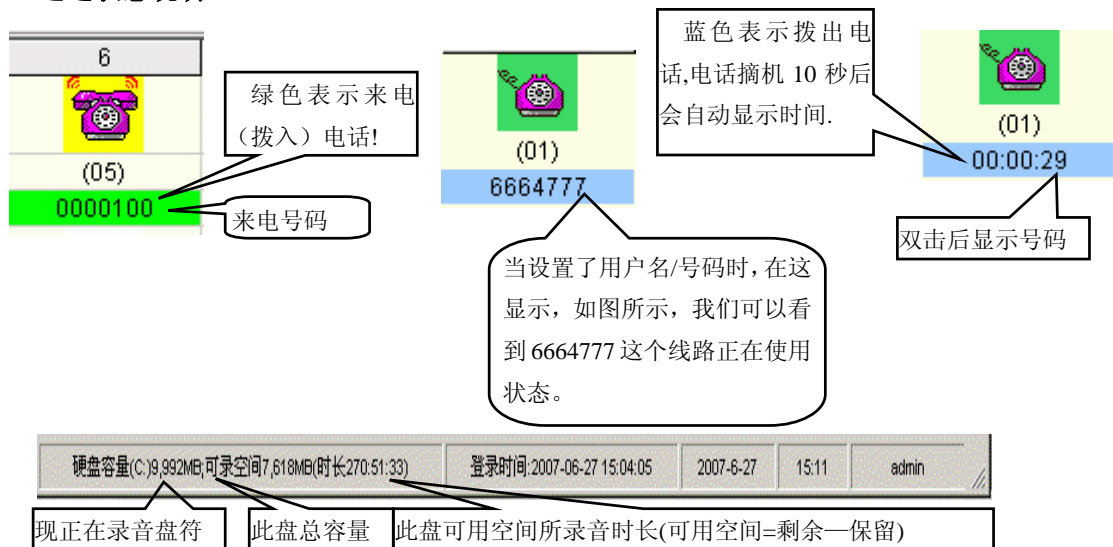 6
(05)
0000100
绿色表示来电
（拨入）电话!
来电号码
(01)
6664777
当设置了用户名/号码时，在这
显示，如图所示，我们可以看
到 6664777 这个线路正在使用
状态。
蓝色表示拨出电
话,电话摘机 10 秒后
会自动显示时间.
(01)
00:00:29
双击后显示号码
硬盘容量(C:)9,992MB;可录空间7,618MB(时长270:51:33) 登录时间:2007-06-27 15:04:05 2007-6-27 15:11 admin
现正在录音盘符 此盘总容量 此盘可用空间所录音时长(可用空间=剩余—保留)